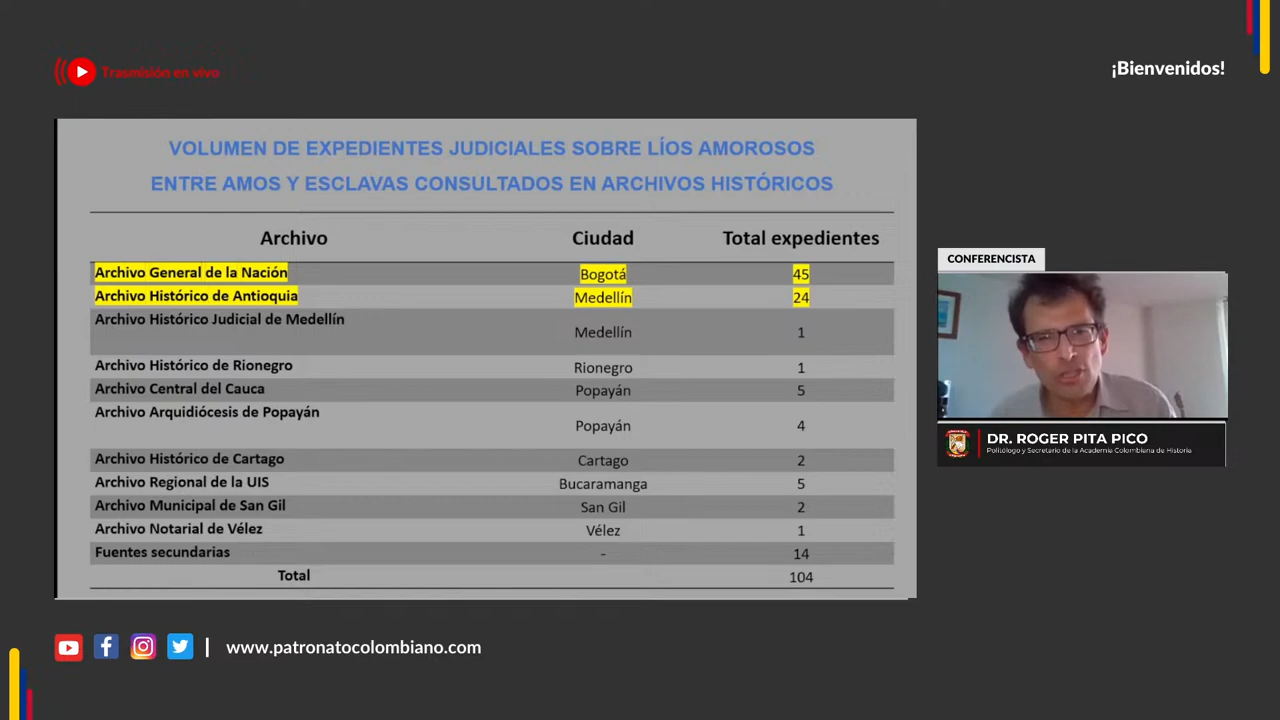 Trasmisión en vivo
¡Bienvenidos!
VOLUMEN DE EXPEDIENTES JUDICIALES SOBRE LÍOS AMOROSOS
ENTRE AMOS Y ESCLAVAS CONSULTADOS EN ARCHIVOS HISTÓRICOS
Archivo Ciudad Total expedientes
Archivo General de la Nación Bogotá 45
Archivo Histórico de Antioquia Medellín 24
Archivo Histórico Judicial de Medellín Medellín 1
Archivo Histórico de Rionegro Rionegro 1
Archivo Central del Cauca Popayán 5
Archivo Arquidiócesis de Popayán Popayán 4
Archivo Histórico de Cartago Cartago 2
Archivo Regional de la UIS Bucaramanga 5
Archivo Municipal de San Gil San Gil 2
Archivo Notarial de Vélez Vélez 1
Fuentes secundarias - 14
Total 104
CONFERENCISTA
DR. ROGER PITA PICO
Politólogo y Secretario de la Academia Colombiana de Historia
www.patronatocolombiano.com